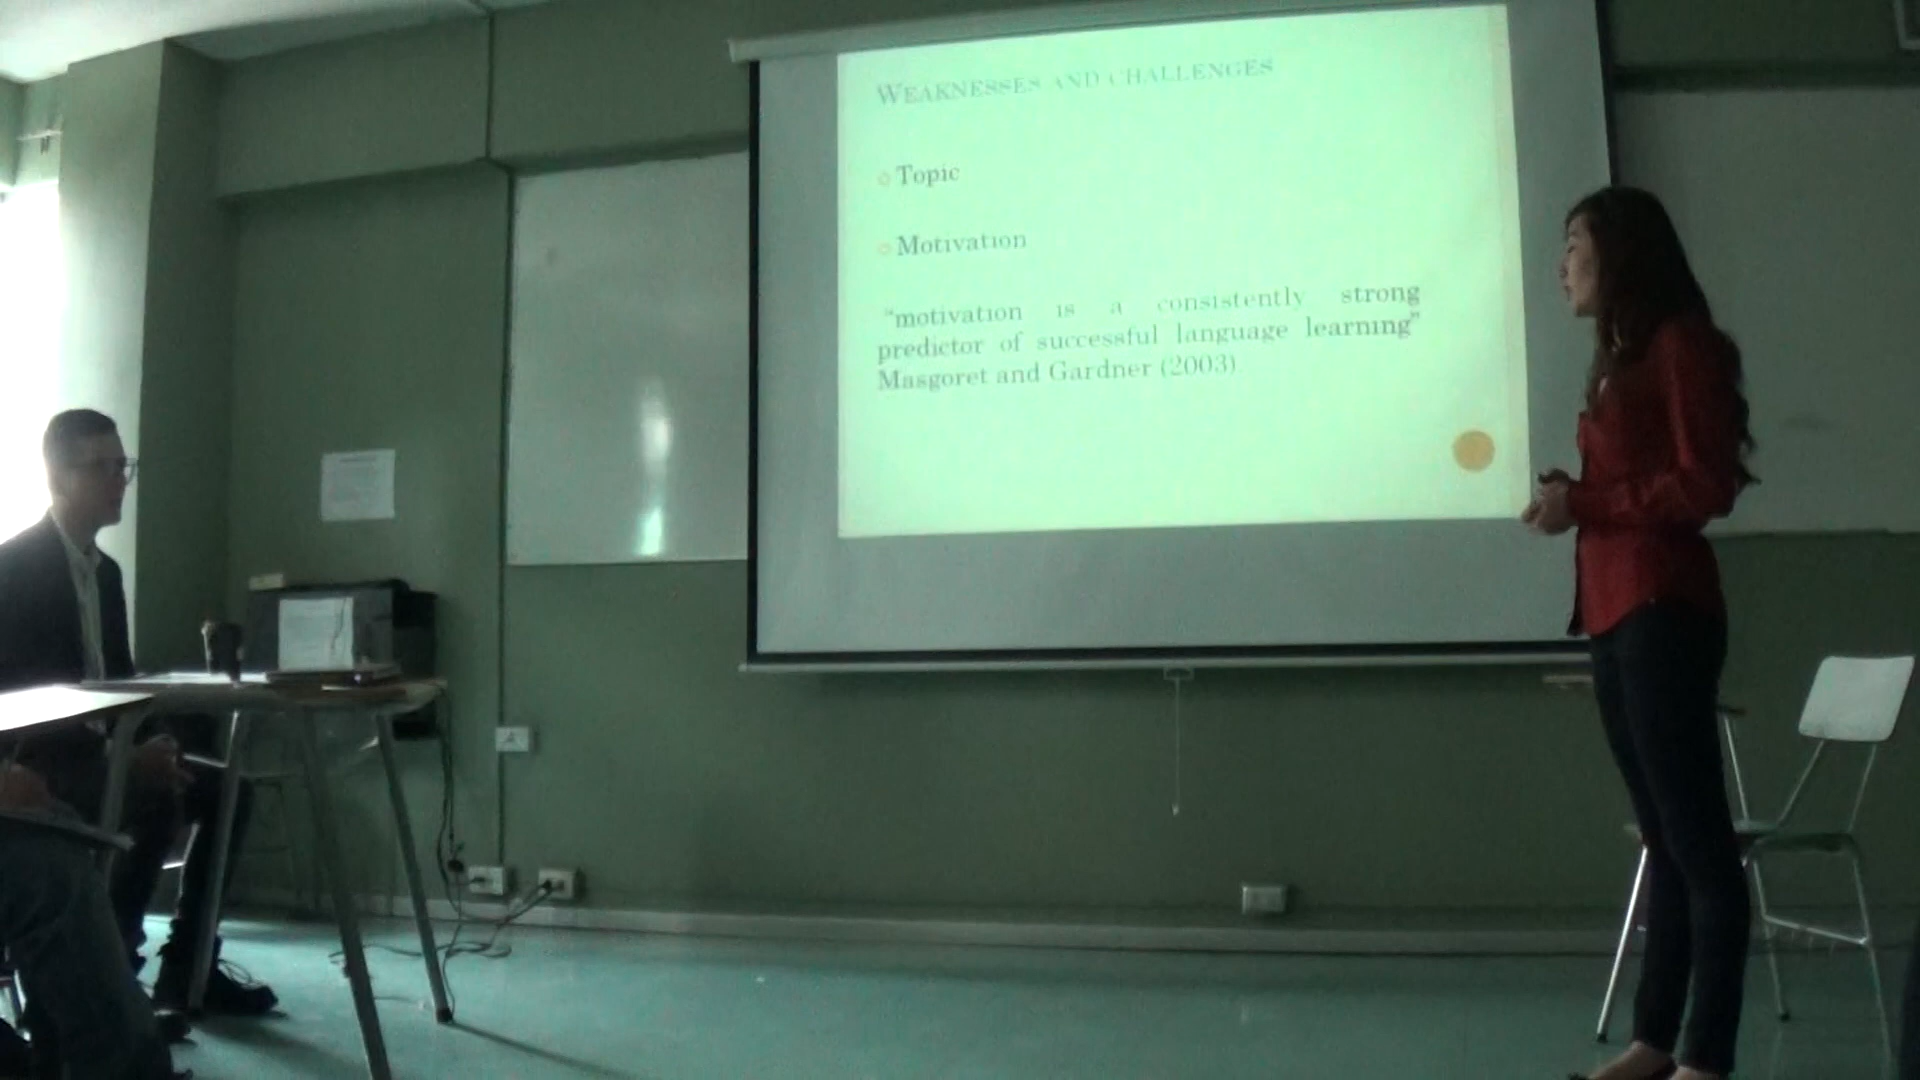 WEAKNESSES AND CHALLENGES
Topic
Motivation
“motivation is a consistently strong
predictor of successful language learning”
Masgoret and Gardner (2003)